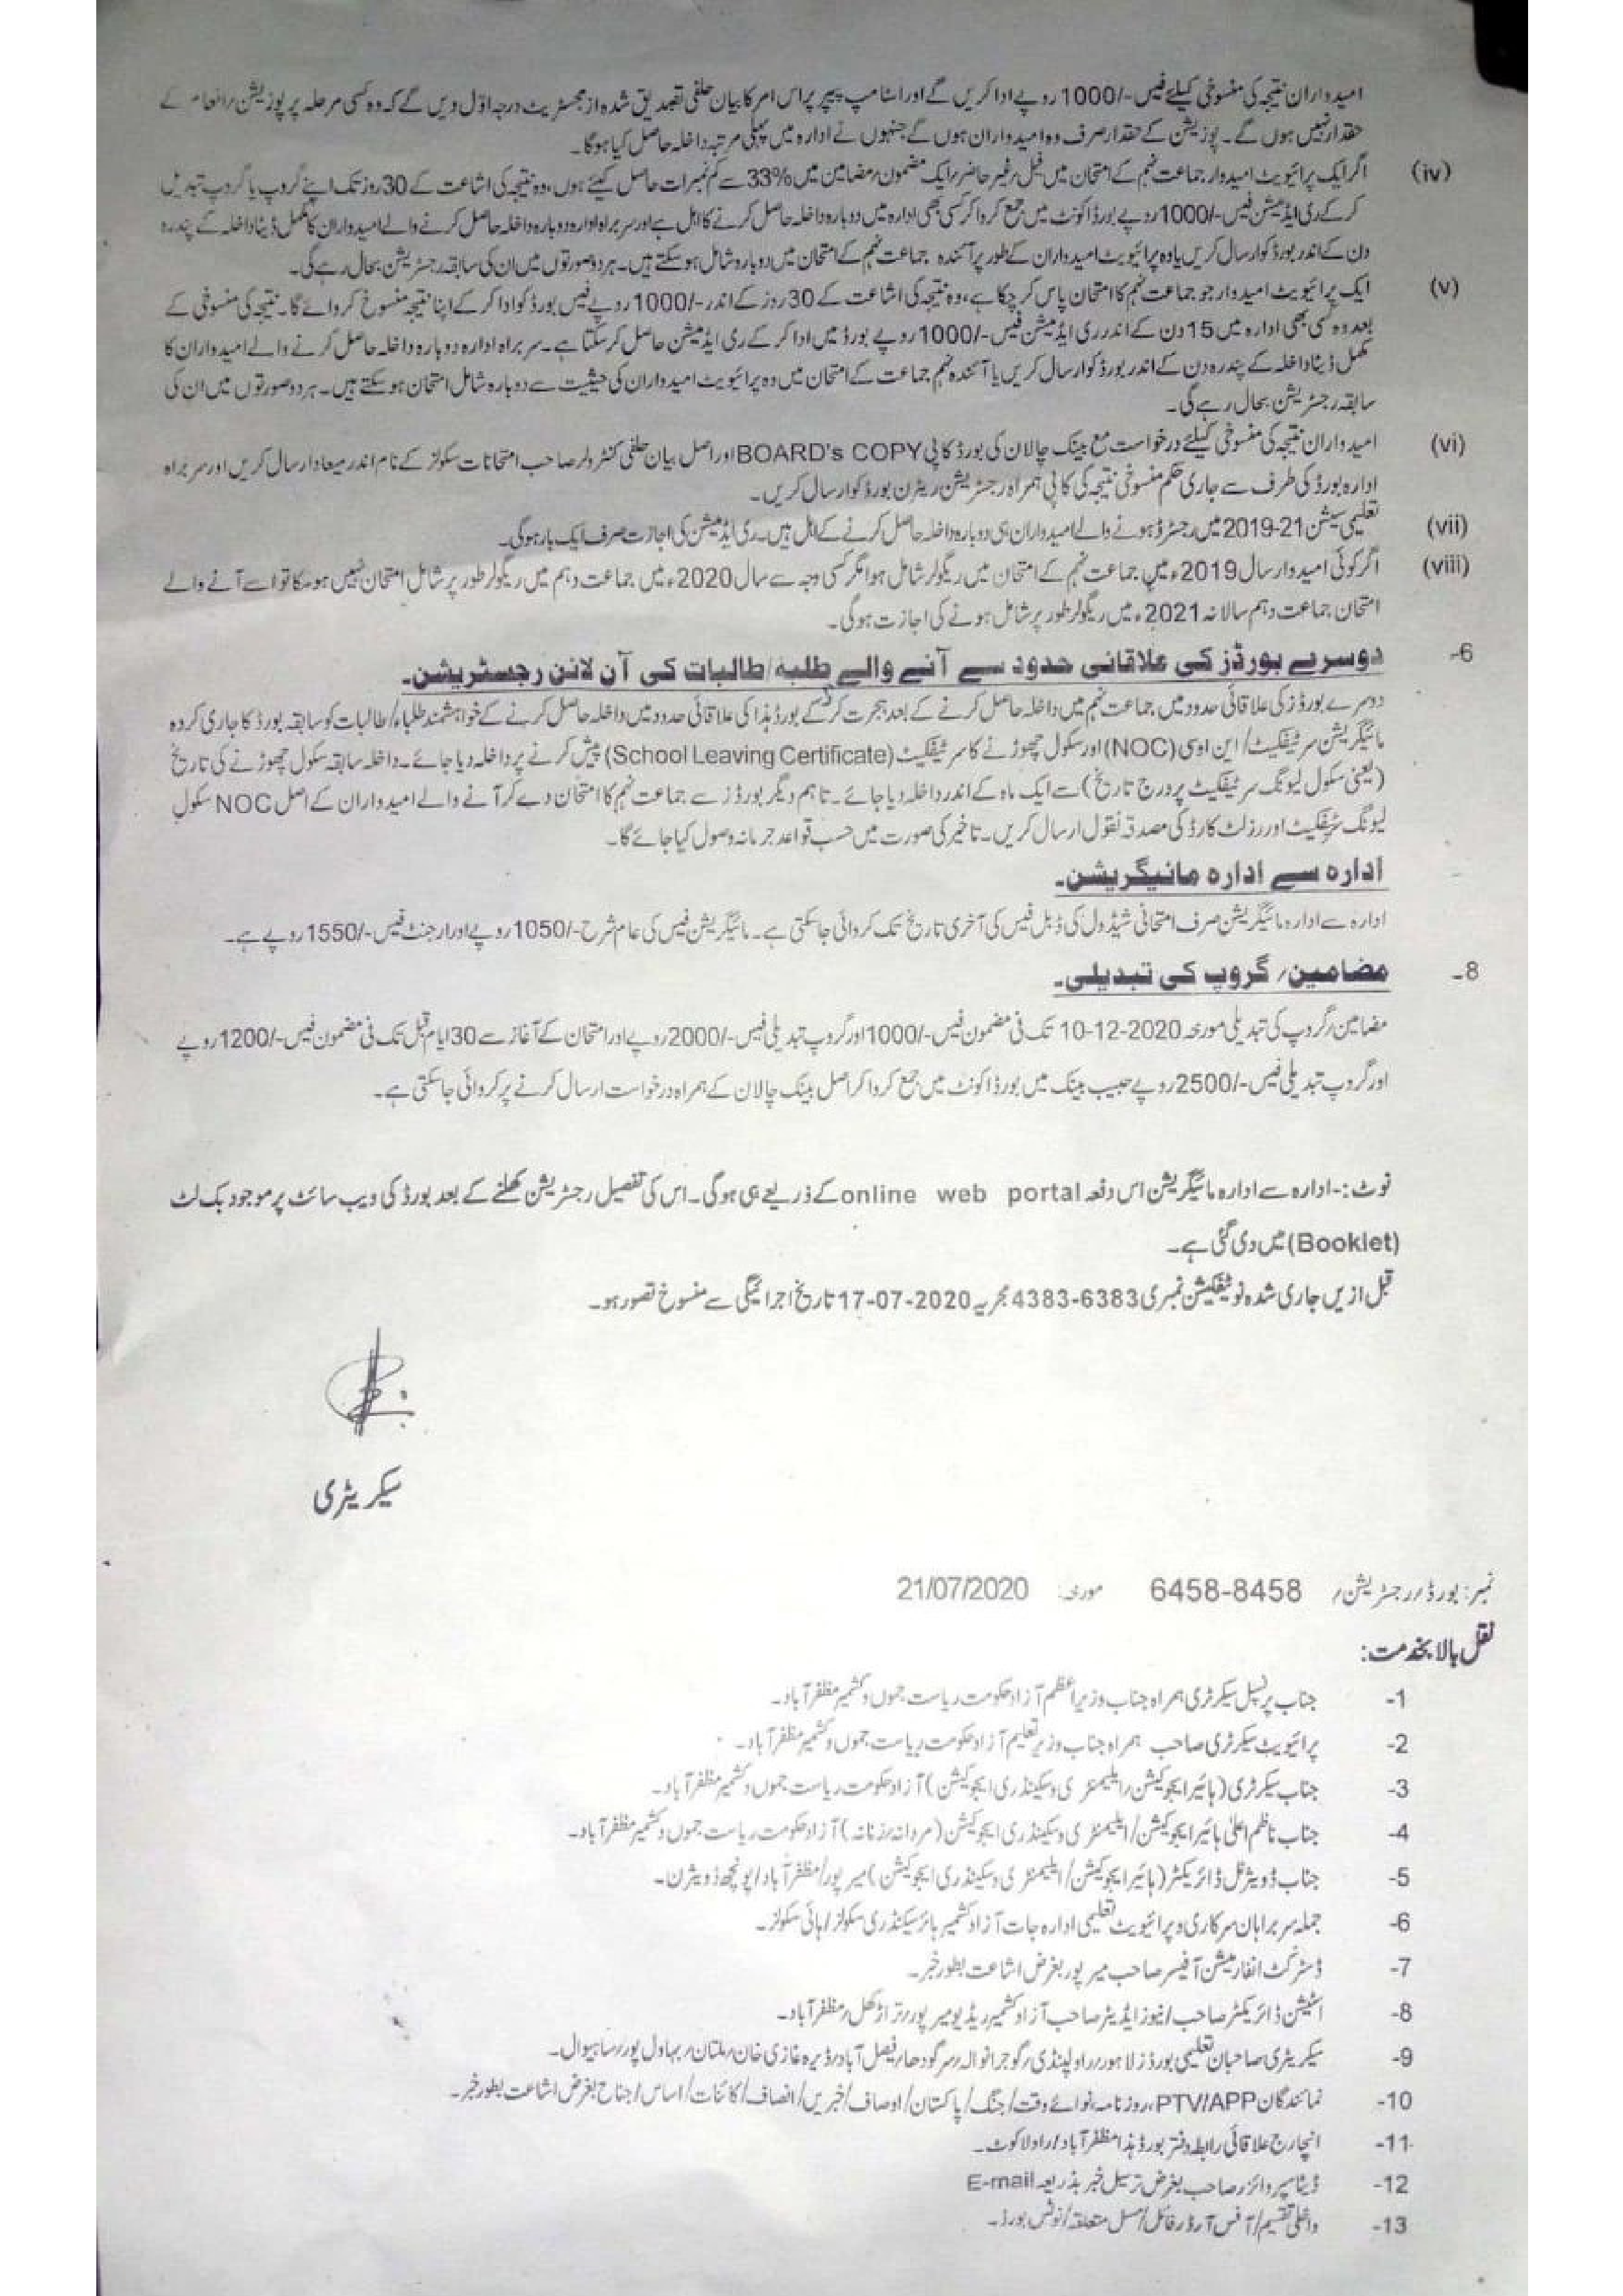 امیدواران نتیجہ کی منسوخی کیلئے فیس -/1000 روپے ادا کریں گے اور اسٹامپ پیپر پر اس امر کا بیان حلفی تصدیق شدہ از مجسٹریٹ درجہ اوّل دیں گے کہ وہ کسی مرحلہ پر پوزیشن/انعام کے
حقدار نہیں ہوں گے۔ پوزیشن کے حقدار صرف وہ امیدواران ہوں گے جنہوں نے ادارہ میں پہلی مرتبہ داخلہ حاصل کیا ہوگا۔
(iv) اگر ایک پرائیویٹ امیدوار جماعت نہم کے امتحان میں فیل/غیر حاضر/ایک مضمون/مضامین میں 33% سے کم نمبرات حاصل کیئے ہوں، وہ نتیجہ کی اشاعت کے 30 روز تک اپنے گروپ یا گروپ تبدیل
کر کے ری ایڈمیشن فیس -/1000 روپے بورڈ اکونٹ میں جمع کروا کر کسی بھی ادارہ میں دوبارہ داخلہ حاصل کرنے کا اہل ہے اور سربراہ ادارہ دوبارہ داخلہ حاصل کرنے والے امیدواران کا مکمل ڈیٹا داخلہ کے پندرہ
دن کے اندر بورڈ کو ارسال کریں یا وہ پرائیویٹ امیدواران کے طور پر آئندہ جماعت نہم کے امتحان میں دوبارہ شامل ہو سکتے ہیں۔ ہر دو صورتوں میں ان کی سابقہ رجسٹریشن بحال رہے گی۔
(v) ایک پرائیویٹ امیدوار جو جماعت نہم کا امتحان پاس کر چکا ہے، وہ نتیجہ کی اشاعت کے 30 روز کے اندر -/1000 روپے فیس بورڈ کو ادا کر کے اپنا نتیجہ منسوخ کروائے گا۔ نتیجہ کی منسوخی کے
بعد وہ کسی بھی ادارہ میں 15 دن کے اندر ری ایڈمیشن فیس -/1000 روپے بورڈ میں ادا کر کے ری ایڈمیشن حاصل کر سکتا ہے۔ سربراہ ادارہ دوبارہ داخلہ حاصل کرنے والے امیدواران کا
مکمل ڈیٹا داخلہ کے پندرہ دن کے اندر بورڈ کو ارسال کریں یا آئندہ نہم جماعت کے امتحان میں وہ پرائیویٹ امیدواران کی حیثیت سے دوبارہ شامل امتحان ہو سکتے ہیں۔ ہر دو صورتوں میں ان کی
سابقہ رجسٹریشن بحال رہے گی۔
(vi) امیدواران نتیجہ کی منسوخی کیلئے درخواست مع بینک چالان کی بورڈ کاپی BOARD's COPY اور اصل بیان حلفی کنٹرولر صاحب امتحانات سکولز کے نام اندر میعاد ارسال کریں اور سربراہ
ادارہ بورڈ کی طرف سے جاری حکم منسوخی نتیجہ کی کاپی ہمراہ رجسٹریشن ریٹرن بورڈ کو ارسال کریں۔
(vii) تعلیمی سیشن 2019-21 میں رجسٹرڈ ہونے والے امیدواران ہی دوبارہ داخلہ حاصل کرنے کے اہل ہیں۔ ری ایڈمیشن کی اجازت صرف ایک بار ہوگی۔
(viii) اگر کوئی امیدوار سال 2019ء میں جماعت نہم کے امتحان میں ریگولر شامل ہوا مگر کسی وجہ سے سال 2020ء میں جماعت دہم میں ریگولر طور پر شامل امتحان نہیں ہو سکا تو اسے آنے والے
امتحان جماعت دہم سالانہ 2021ء میں ریگولر طور پر شامل ہونے کی اجازت ہوگی۔
6- دوسرے بورڈز کی علاقائی حدود سے آنے والے طلبہ/طالبات کی آن لائن رجسٹریشن۔
دوسرے بورڈز کی علاقائی حدود میں جماعت نہم میں داخلہ حاصل کرنے کے بعد ہجرت کر کے بورڈ ہذا کی علاقائی حدود میں داخلہ حاصل کرنے کے خواہشمند طلباء/طالبات کو سابقہ بورڈ کا جاری کردہ
مائیگریشن سرٹیفکیٹ/این او سی (NOC) اور سکول چھوڑنے کا سرٹیفکیٹ (School Leaving Certificate) پیش کرنے پر داخلہ دیا جائے۔ داخلہ سابقہ سکول چھوڑنے کی تاریخ
(یعنی سکول لیونگ سرٹیفکیٹ پر درج تاریخ) سے ایک ماہ کے اندر داخلہ دیا جائے۔ تاہم دیگر بورڈز سے جماعت نہم کا امتحان دے کر آنے والے امیدواران کے اصل NOC سکول
لیونگ سرٹیفکیٹ اور رزلٹ کارڈ کی مصدقہ نقول ارسال کریں۔ تاخیر کی صورت میں حسب قواعد جرمانہ وصول کیا جائے گا۔
ادارہ سے ادارہ مائیگریشن۔
ادارہ سے ادارہ مائیگریشن صرف امتحانی شیڈول کی ڈبل فیس کی آخری تاریخ تک کروائی جا سکتی ہے۔ مائیگریشن فیس کی عام شرح -/1050 روپے اور ارجنٹ فیس -/1550 روپے ہے۔
8- مضامین/گروپ کی تبدیلی۔
مضامین/گروپ کی تبدیلی مورخہ 10-12-2020 تک فی مضمون فیس -/1000 اور گروپ تبدیلی فیس -/2000 روپے اور امتحان کے آغاز سے 30 ایام قبل تک فی مضمون فیس -/1200 روپے
اور گروپ تبدیلی فیس -/2500 روپے حبیب بینک میں بورڈ اکونٹ میں جمع کروا کر اصل بینک چالان کے ہمراہ درخواست ارسال کرنے پر کروائی جا سکتی ہے۔
نوٹ:- ادارہ سے ادارہ مائیگریشن اس دفعہ online web portal کے ذریعے ہی ہوگی۔ اس کی تفصیل رجسٹریشن کھلنے کے بعد بورڈ کی ویب سائٹ پر موجود بک لٹ
(Booklet) میں دی گئی ہے۔
قبل ازیں جاری شدہ نوٹیفکیشن نمبری 4383-6383 مجریہ 17-07-2020 تاریخ اجرائیگی سے منسوخ تصور ہو۔
سیکریٹری
نمبر: بورڈ/رجسٹریشن/ 6458-8458 مورخہ: 21/07/2020
نقل بالا بخدمت:
1- جناب پرنسپل سیکرٹری ہمراہ جناب وزیر اعظم آزاد حکومت ریاست جموں و کشمیر مظفرآباد۔
2- پرائیویٹ سیکرٹری صاحب ہمراہ جناب وزیر تعلیم آزاد حکومت ریاست جموں و کشمیر مظفرآباد۔
3- جناب سیکرٹری (ہائیر ایجوکیشن/ایلیمنٹری و سیکنڈری ایجوکیشن) آزاد حکومت ریاست جموں و کشمیر مظفرآباد۔
4- جناب ناظم اعلیٰ ہائیر ایجوکیشن/ایلیمنٹری و سیکنڈری ایجوکیشن (مردانہ/زنانہ) آزاد حکومت ریاست جموں و کشمیر مظفرآباد۔
5- جناب ڈویژنل ڈائریکٹر (ہائیر ایجوکیشن/ایلیمنٹری و سیکنڈری ایجوکیشن) میرپور/مظفرآباد/پونچھ ڈویژن۔
6- جملہ سربراہان سرکاری و پرائیویٹ تعلیمی ادارہ جات آزاد کشمیر ہائر سیکنڈری سکولز/ہائی سکولز۔
7- ڈسٹرکٹ انفارمیشن آفیسر صاحب میرپور بغرض اشاعت بطور خبر۔
8- اسٹیشن ڈائریکٹر صاحب/نیوز ایڈیٹر صاحب آزاد کشمیر ریڈیو میرپور/تراڑکھل/مظفرآباد۔
9- سیکریٹری صاحبان تعلیمی بورڈز لاہور/راولپنڈی/گوجرانوالہ/سرگودھا/فیصل آباد/ڈیرہ غازی خان/ملتان/بہاول پور/ساہیوال۔
10- نمائندگان PTV/APP، روزنامہ نوائے وقت/جنگ/پاکستان/اوصاف/خبریں/انصاف/کائنات/اساس/جناح بغرض اشاعت بطور خبر۔
11- انچارج علاقائی رابطہ دفتر بورڈ ہذا مظفرآباد/راولاکوٹ۔
12- ڈیٹا سپروائزر صاحب بغرض ترسیل خبر بذریعہ E-mail
13- داخلی تقسیم/آفس آرڈر فائل/مسل متعلقہ/نوٹس بورڈ۔